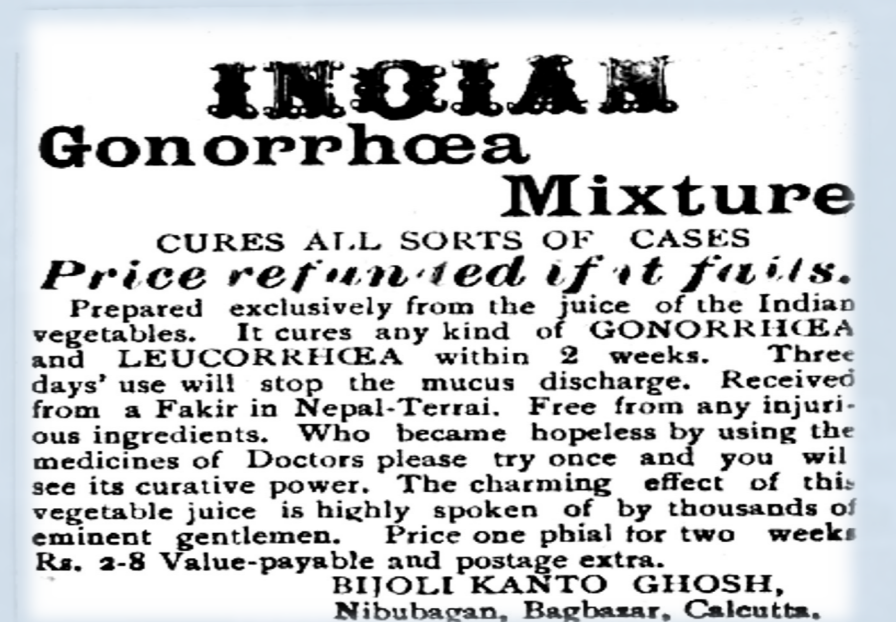 INDIAN
Gonorrhœa
Mixture
CURES ALL SORTS OF CASES
Price refunded if it fails.
Prepared exclusively from the juice of the Indian
vegetables. It cures any kind of GONORRHŒA
and LEUCORRHŒA within 2 weeks. Three
days' use will stop the mucus discharge. Received
from a Fakir in Nepal-Terrai. Free from any injuri-
ous ingredients. Who became hopeless by using the
medicines of Doctors please try once and you wil
see its curative power. The charming effect of this
vegetable juice is highly spoken of by thousands of
eminent gentlemen. Price one phial for two weeks
Rs. 2-8 Value-payable and postage extra.
BIJOLI KANTO GHOSH,
Nibubagan, Bagbazar, Calcutta.